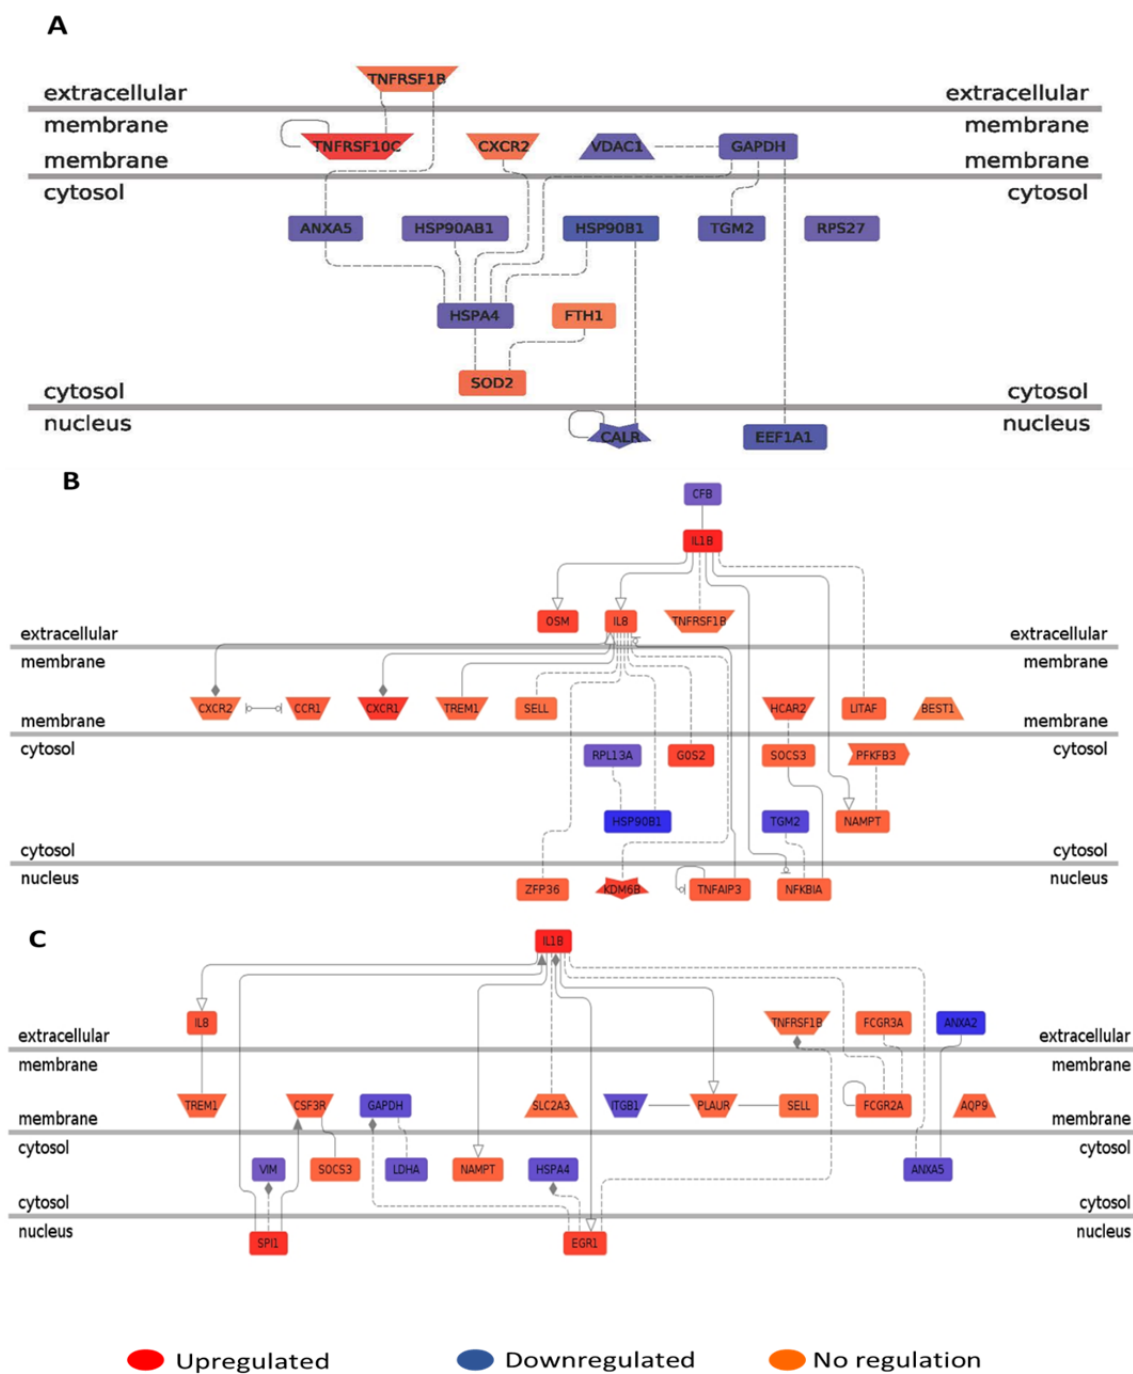 A
TNFRSF1B
extracellular extracellular
membrane membrane
TNFRSF10C CXCR2 VDAC1 GAPDH
membrane membrane
cytosol cytosol
ANXA5 HSP90AB1 HSP90B1 TGM2 RPS27
HSPA4 FTH1
SOD2
cytosol cytosol
nucleus nucleus
CALR EEF1A1
B
CFB
IL1B
OSM IL8 TNFRSF1B
extracellular extracellular
membrane membrane
CXCR2 CCR1 CXCR1 TREM1 SELL HCAR2 LITAF BEST1
membrane membrane
cytosol cytosol
RPL13A G0S2 SOCS3 PFKFB3
HSP90B1 TGM2 NAMPT
cytosol cytosol
nucleus nucleus
ZFP36 KDM6B TNFAIP3 NFKBIA
C
IL1B
IL8 TNFRSF1B FCGR3A ANXA2
extracellular extracellular
membrane membrane
TREM1 CSF3R GAPDH SLC2A3 ITGB1 PLAUR SELL FCGR2A AQP9
membrane membrane
cytosol cytosol
VIM SOCS3 LDHA NAMPT HSPA4 ANXA5
cytosol cytosol
nucleus nucleus
SPI1 EGR1
Upregulated Downregulated No regulation